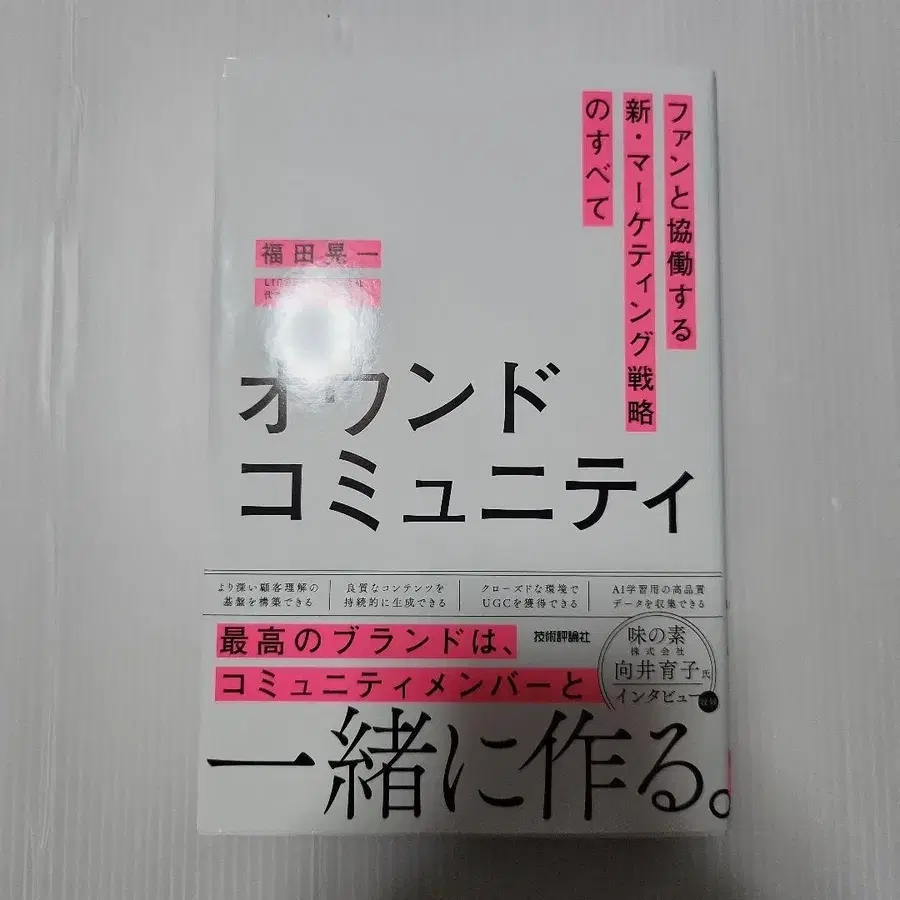 ファンと協働する
新・マーケティング戦略
のすべて
福田晃一
オウンド
コミュニティ
より深い顧客理解の
基盤を構築できる
良質なコンテンツを
持続的に生成できる
クローズドな環境で
UGCを獲得できる
AI学習用の高品質
データを収集できる
最高のブランドは、
コミュニティメンバーと
一緒に作る。
技術評論社
味の素
株式会社
向井育子氏
インタビュー
収録